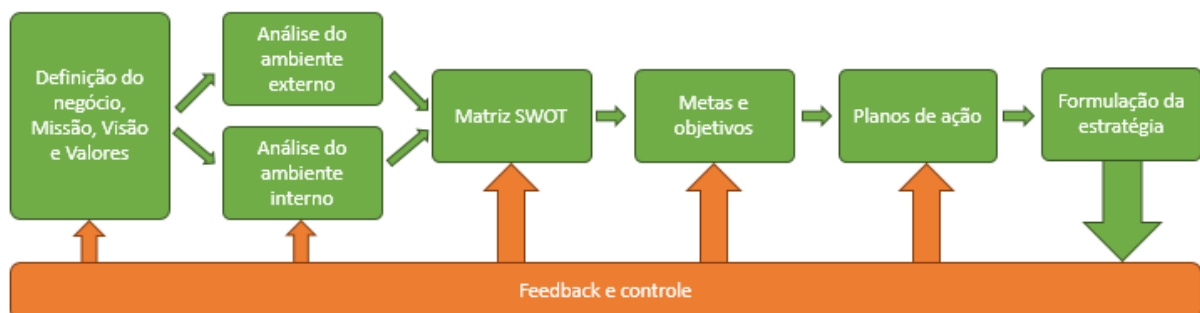 Definição do
negócio,
Missão, Visão
e Valores
Análise do
ambiente
externo
Análise do
ambiente
interno
Matriz SWOT
Metas e
objetivos
Planos de ação
Formulação da
estratégia
Feedback e controle